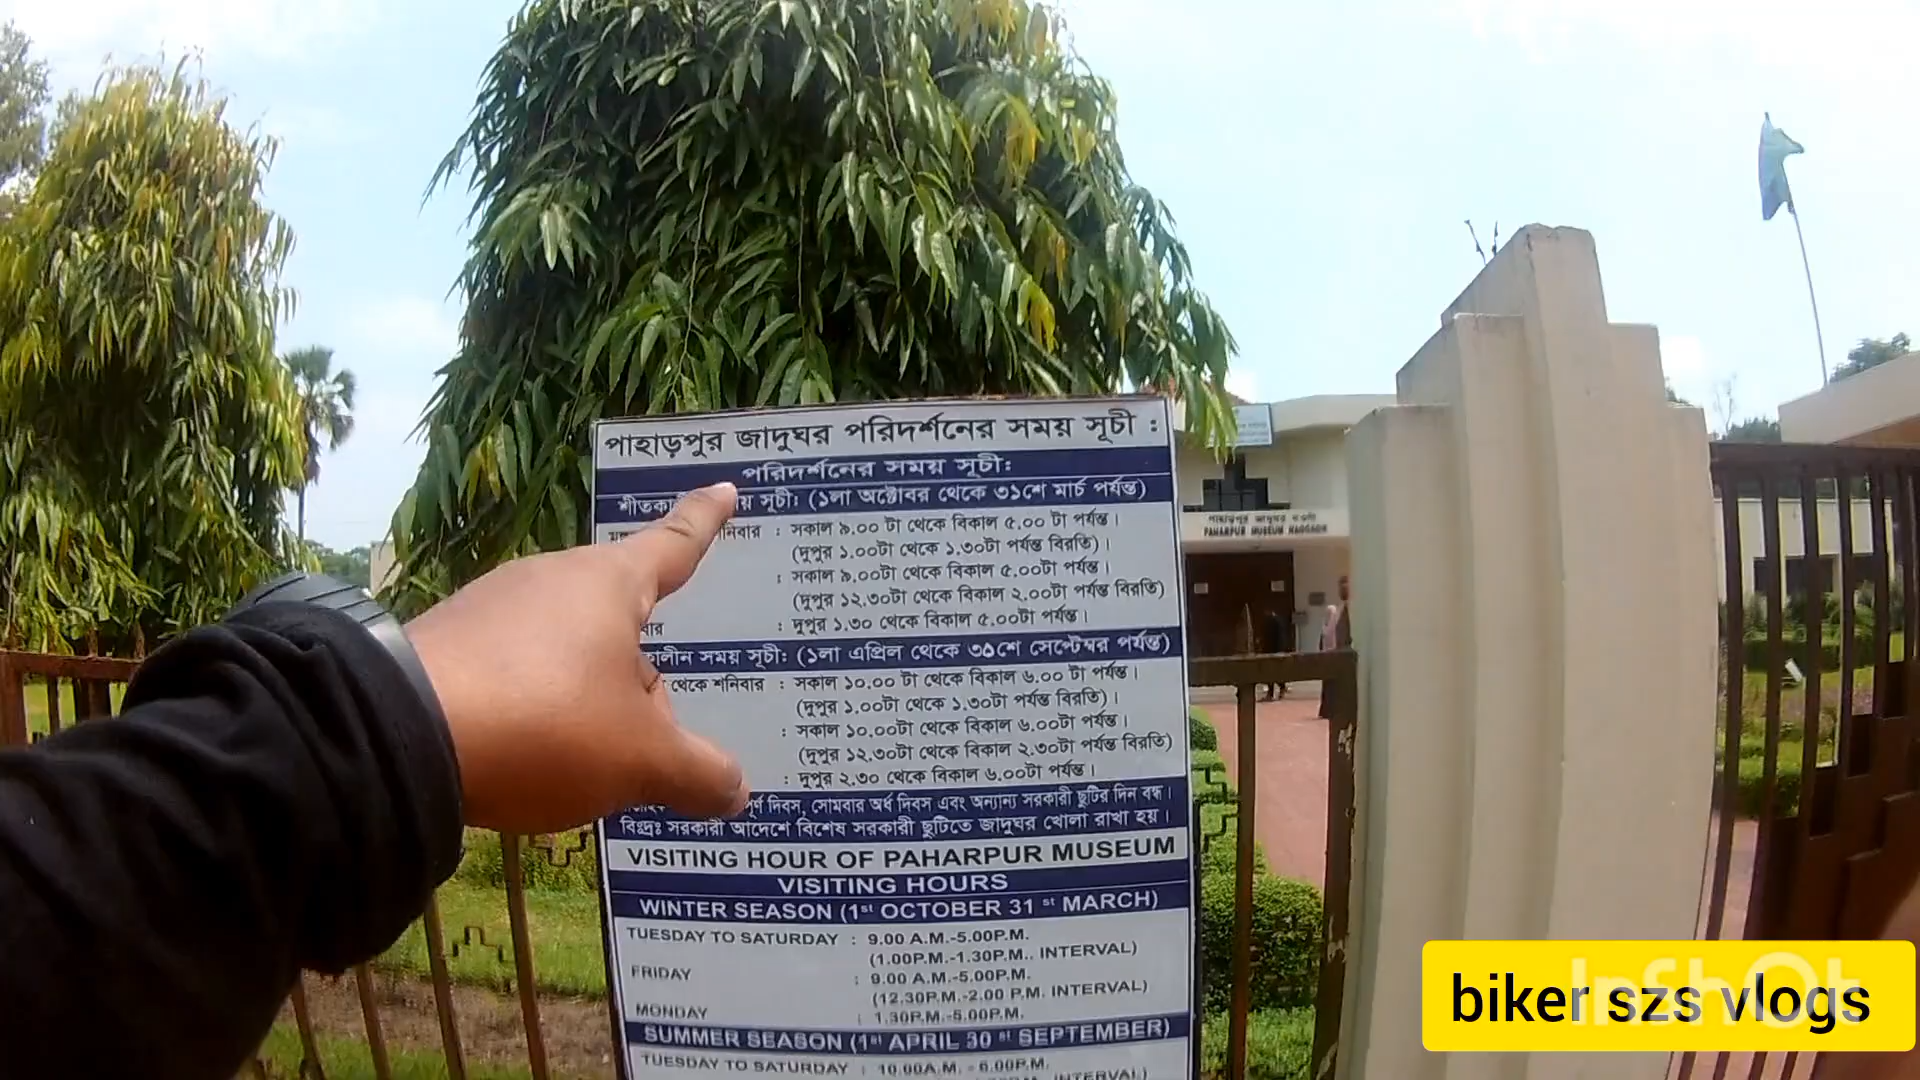 পাহাড়পুর জাদুঘর পরিদর্শনের সময় সূচী :
পরিদর্শনের সময় সূচী:
সূচী: (১লা অক্টোবর থেকে ৩১শে মার্চ পর্যন্ত)
: সকাল ৯.০০ টা থেকে বিকাল ৫.০০ টা পর্যন্ত।
(দুপুর ১.০০টা থেকে ১.৩০টা পর্যন্ত বিরতি)।
: সকাল ৯.০০টা থেকে বিকাল ৫.০০টা পর্যন্ত।
(দুপুর ১২.৩০টা থেকে বিকাল ২.০০টা পর্যন্ত বিরতি)
: দুপুর ১.৩০ থেকে বিকাল ৫.০০টা পর্যন্ত।
সময় সূচী: (১লা এপ্রিল থেকে ৩০শে সেপ্টেম্বর পর্যন্ত)
থেকে শনিবার : সকাল ১০.০০ টা থেকে বিকাল ৬.০০ টা পর্যন্ত।
(দুপুর ১.০০টা থেকে ১.৩০টা পর্যন্ত বিরতি)।
: সকাল ১০.০০টা থেকে বিকাল ৬.০০টা পর্যন্ত।
(দুপুর ১২.৩০টা থেকে বিকাল ২.৩০টা পর্যন্ত বিরতি)
: দুপুর ২.৩০ থেকে বিকাল ৬.০০টা পর্যন্ত।
দিবস, সোমবার অর্ধ দিবস এবং অন্যান্য সরকারী ছুটির দিন বন্ধ।
বিঃদ্রঃ সরকারী আদেশে বিশেষ সরকারী ছুটিতে জাদুঘর খোলা রাখা হয়।
VISITING HOUR OF PAHARPUR MUSEUM
VISITING HOURS
WINTER SEASON (1st OCTOBER 31 st MARCH)
TUESDAY TO SATURDAY : 9.00 A.M.-5.00P.M.
(1.00P.M.-1.30P.M.. INTERVAL)
FRIDAY : 9.00 A.M.-5.00P.M.
(12.30P.M.-2.00 P.M. INTERVAL)
MONDAY : 1.30P.M.-5.00P.M.
SUMMER SEASON (1st APRIL 30 st SEPTEMBER)
TUESDAY TO SATURDAY : 10.00A.M. - 6.00P.M.
INTERVAL)
পাহাড়পুর জাদুঘর নওগাঁ
PAHARPUR MUSEUM NAOGAON
biker szs vlogs
InShOt